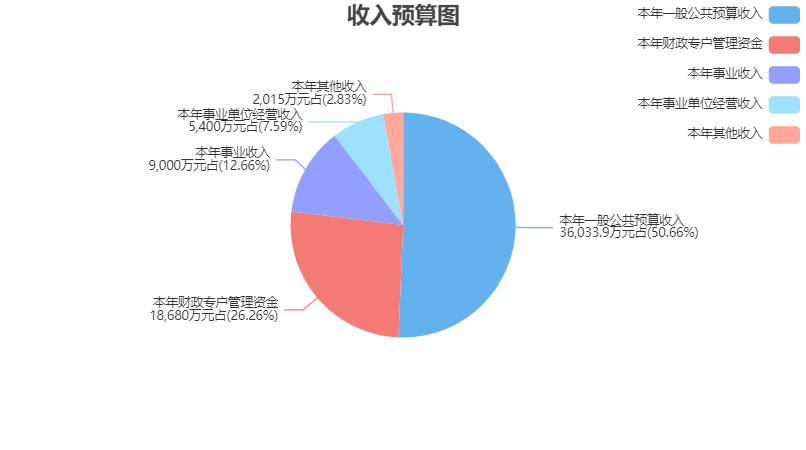 收入预算图
本年一般公共预算收入
本年财政专户管理资金
本年事业收入
本年事业单位经营收入
本年其他收入
本年其他收入
2,015万元占(2.83%)
本年事业单位经营收入
5,400万元占(7.59%)
本年事业收入
9,000万元占(12.66%)
本年一般公共预算收入
36,033.9万元占(50.66%)
本年财政专户管理资金
18,680万元占(26.26%)